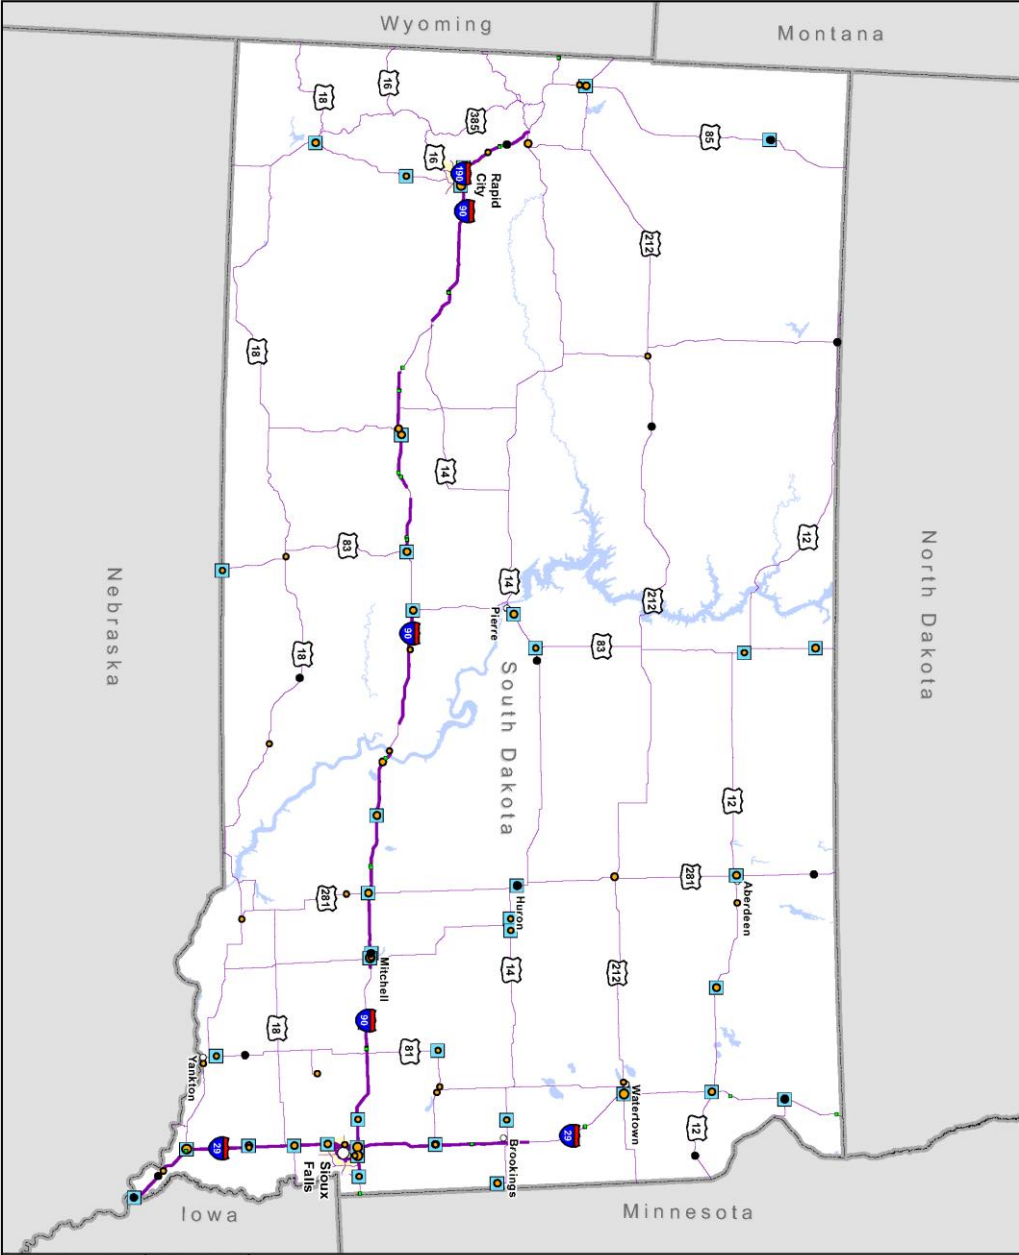 Wyoming
Montana
18
16
385
85
16
190
Rapid
City
90
212
18
14
83
12
14
212
Pierre
90
83
18
South Dakota
North Dakota
Nebraska
12
281
281
Aberdeen
Huron
Mitchell
14
212
90
18
81
Yankton
Watertown
29
12
29
Brookings
Sioux
Falls
Iowa
Minnesota